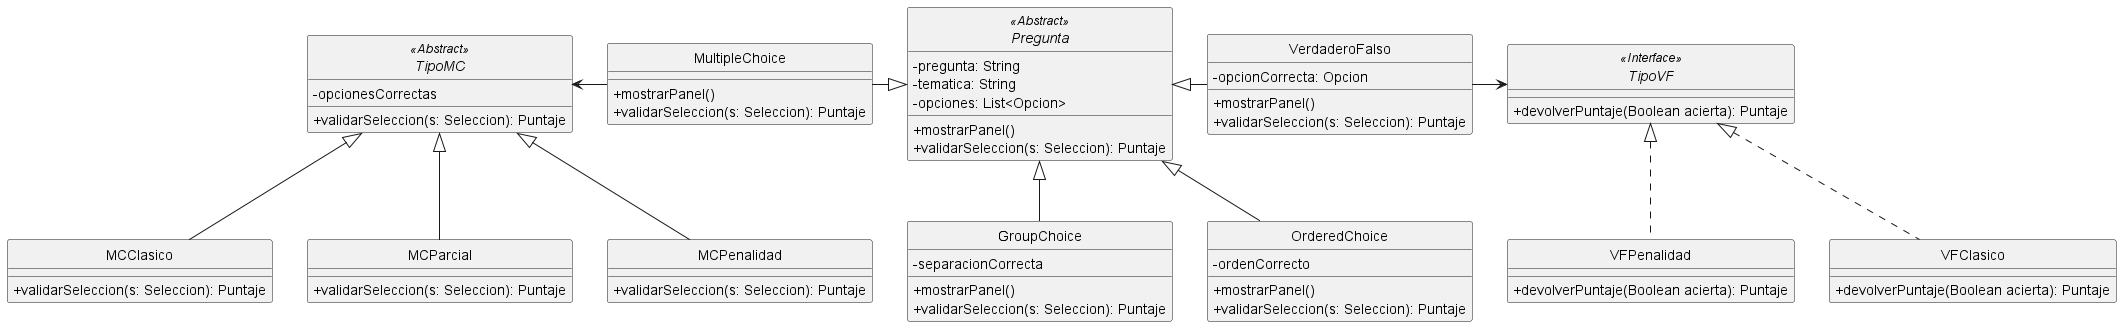 «Abstract»
TipoMC
-opcionesCorrectas
+validarSeleccion(s: Seleccion): Puntaje
MultipleChoice
+mostrarPanel()
+validarSeleccion(s: Seleccion): Puntaje
«Abstract»
Pregunta
-pregunta: String
-tematica: String
-opciones: List<Opcion>
+mostrarPanel()
+validarSeleccion(s: Seleccion): Puntaje
VerdaderoFalso
-opcionCorrecta: Opcion
+mostrarPanel()
+validarSeleccion(s: Seleccion): Puntaje
«Interface»
TipoVF
+devolverPuntaje(Boolean acierta): Puntaje
MCClasico
+validarSeleccion(s: Seleccion): Puntaje
MCParcial
+validarSeleccion(s: Seleccion): Puntaje
MCPenalidad
+validarSeleccion(s: Seleccion): Puntaje
GroupChoice
-separacionCorrecta
+mostrarPanel()
+validarSeleccion(s: Seleccion): Puntaje
OrderedChoice
-ordenCorrecto
+mostrarPanel()
+validarSeleccion(s: Seleccion): Puntaje
VFPenalidad
+devolverPuntaje(Boolean acierta): Puntaje
VFClasico
+devolverPuntaje(Boolean acierta): Puntaje